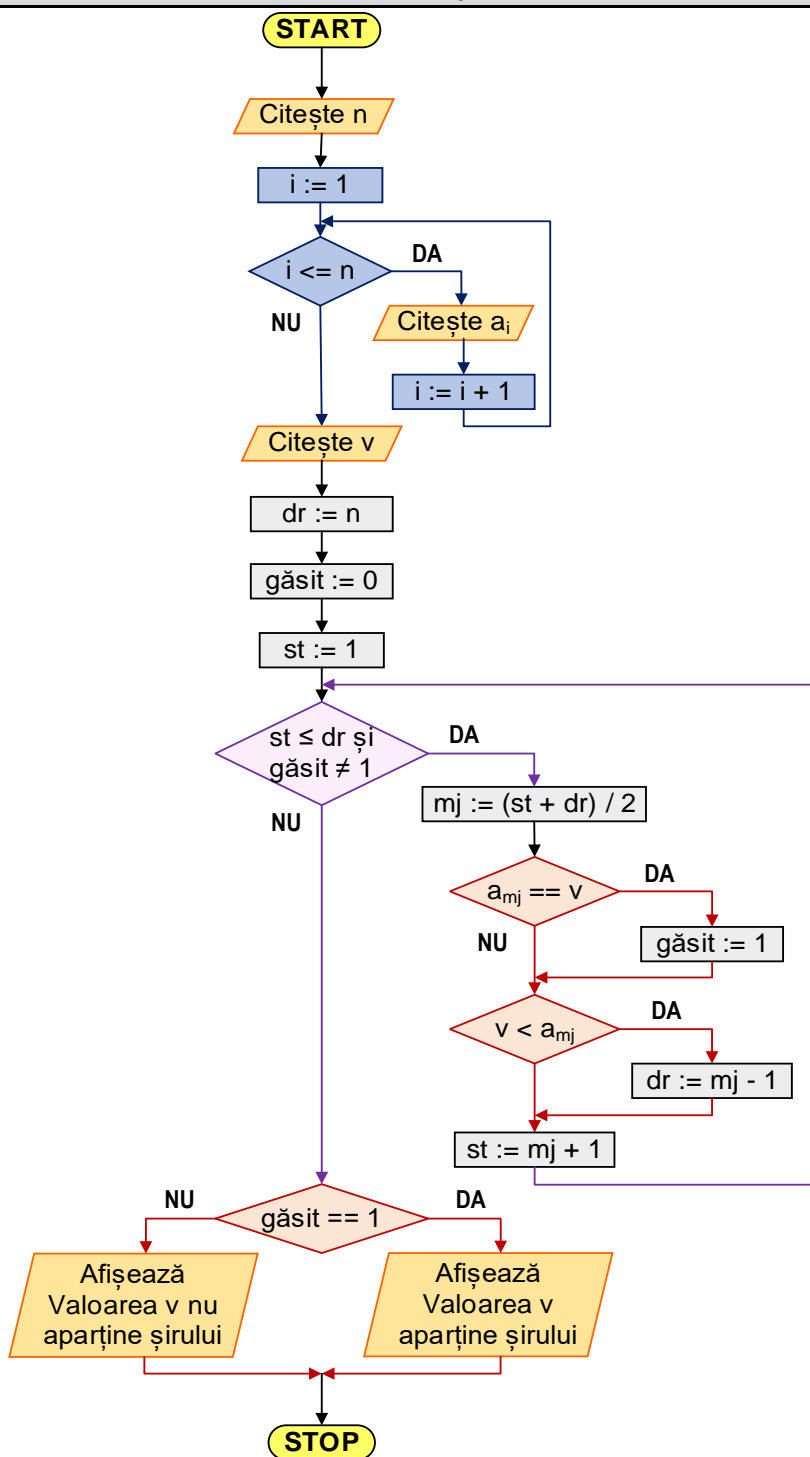 START
Citește n
i := 1
i <= n
DA
NU
Citește aᵢ
i := i + 1
Citește v
dr := n
găsit := 0
st := 1
st ≤ dr și
găsit ≠ 1
DA
NU
mj := (st + dr) / 2
amj == v
DA
NU
găsit := 1
v < amj
DA
dr := mj - 1
st := mj + 1
găsit == 1
NU
DA
Afișează
Valoarea v nu
aparține șirului
Afișează
Valoarea v
aparține șirului
STOP